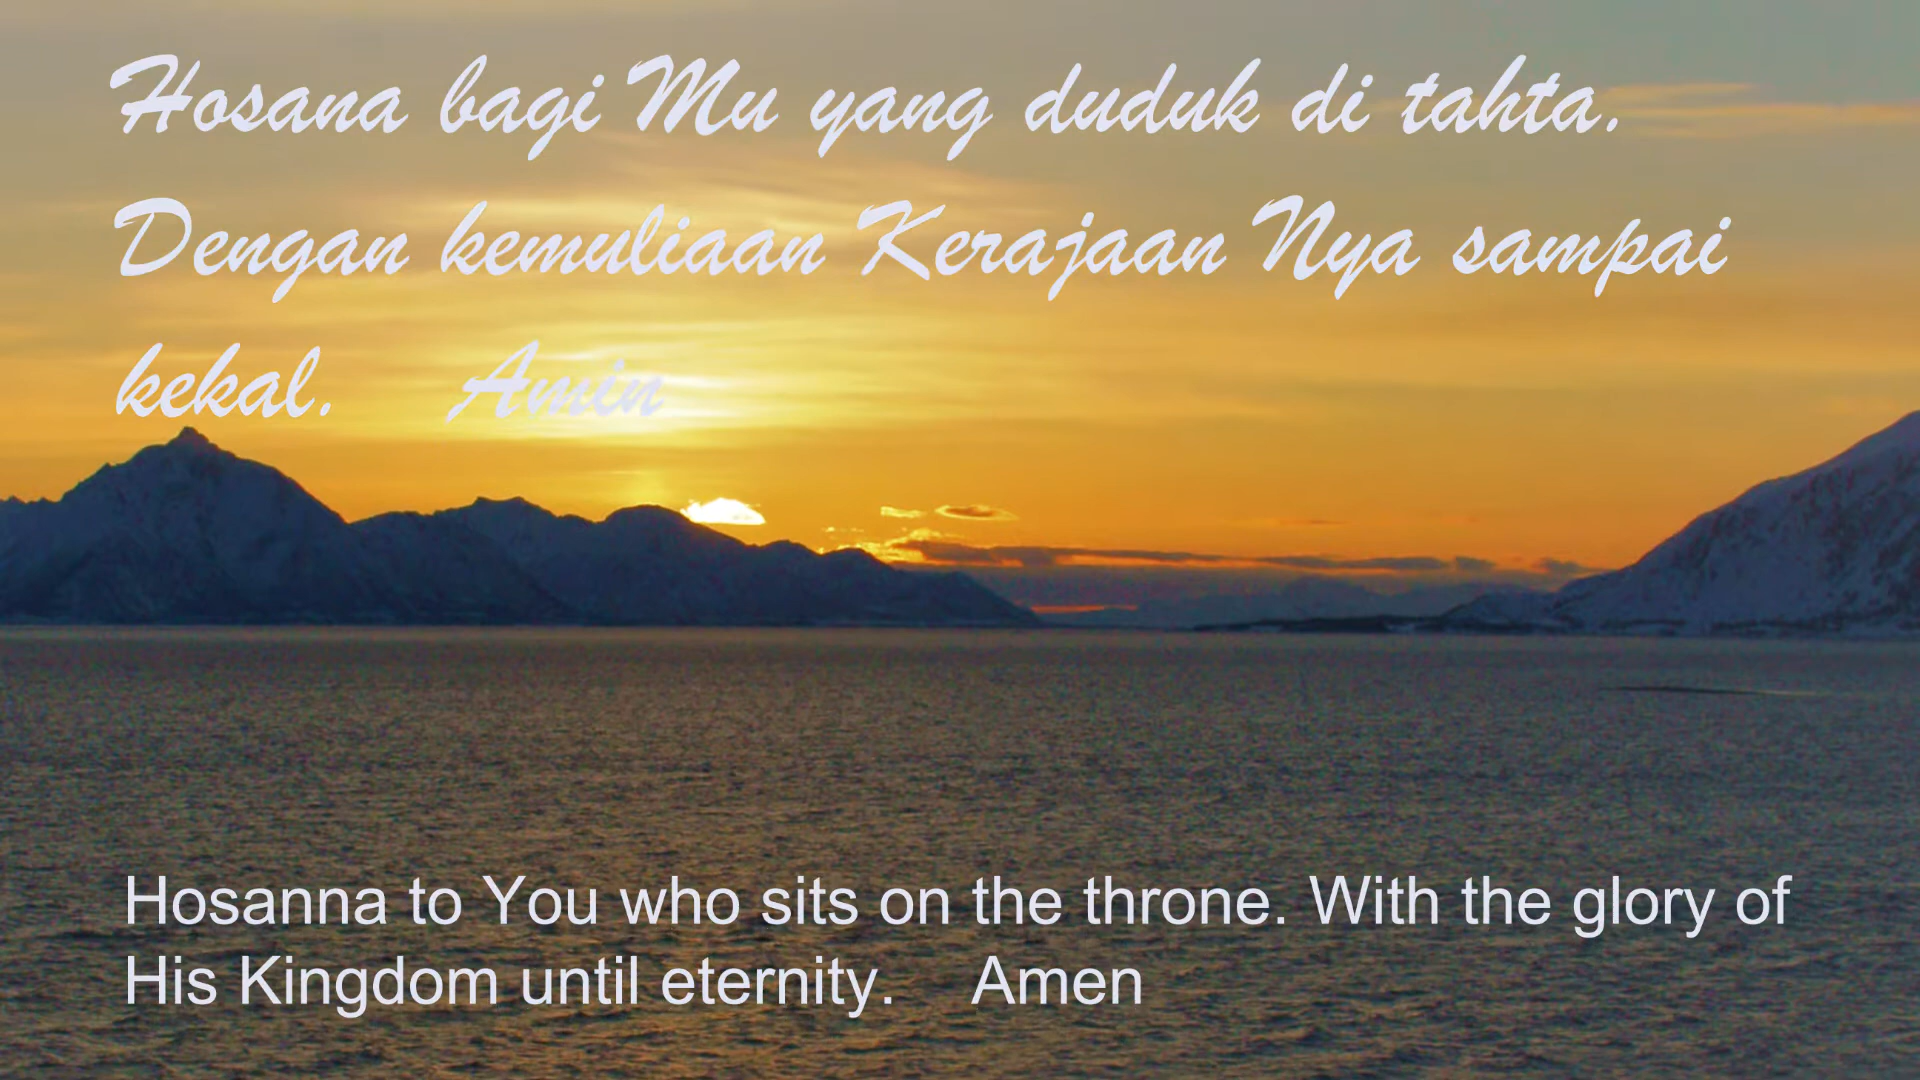 Hosana bagi Mu yang duduk di tahta.
Dengan kemuliaan Kerajaan Nya sampai
kekal. Amin
Hosanna to You who sits on the throne. With the glory of
His Kingdom until eternity. Amen